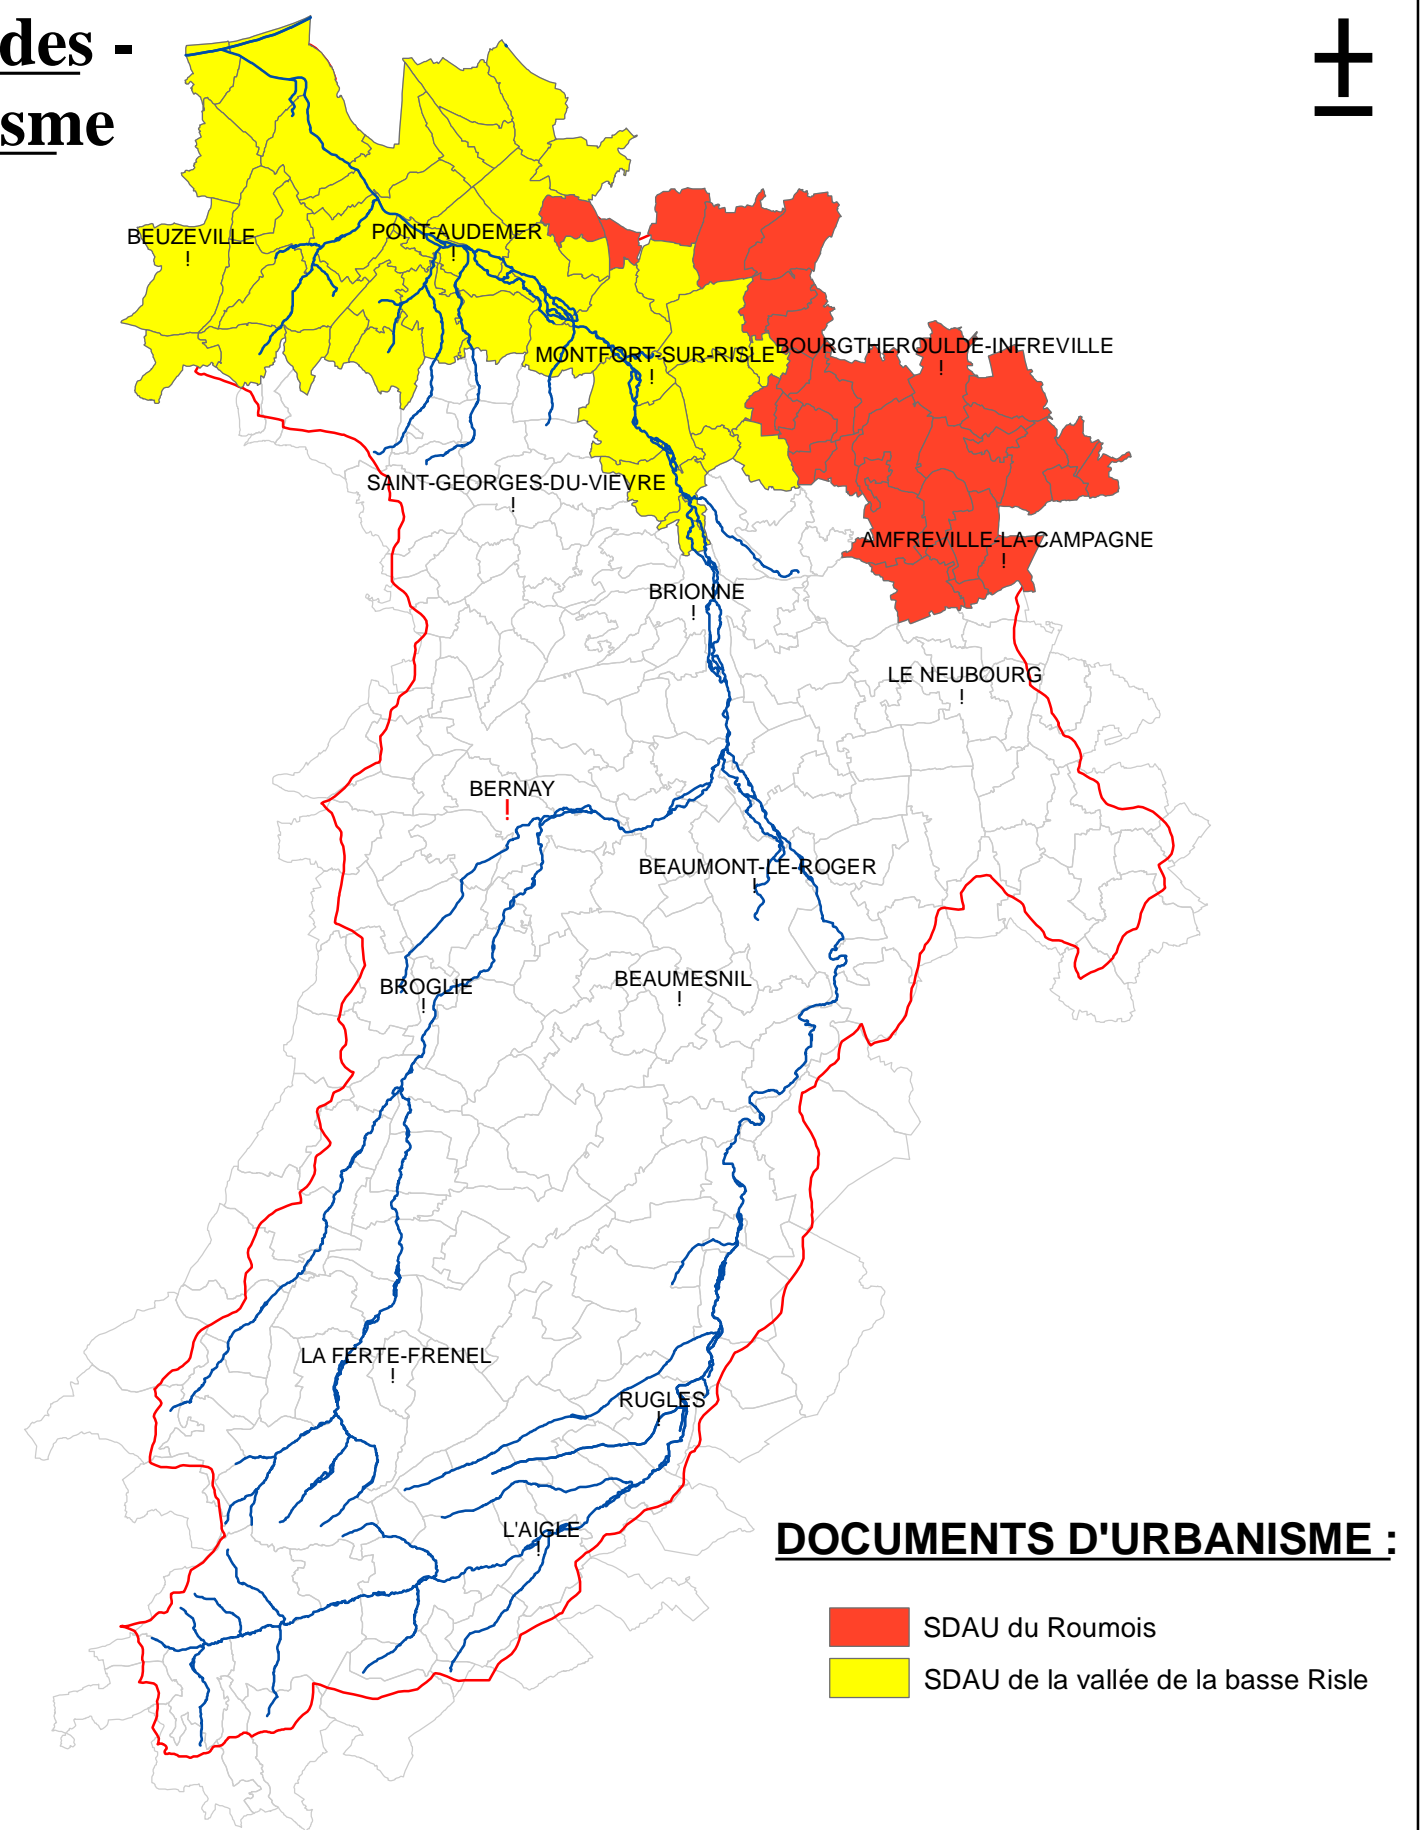 des -
isme
±
BEUZEVILLE
!
PONT-AUDEMER
!
MONTFORT-SUR-RISLE
!
BOURGTHEROULDE-INFREVILLE
!
SAINT-GEORGES-DU-VIEVRE
!
AMFREVILLE-LA-CAMPAGNE
!
BRIONNE
!
LE NEUBOURG
!
BERNAY
!
BEAUMONT-LE-ROGER
!
BROGLIE
!
BEAUMESNIL
!
LA FERTE-FRENEL
!
RUGLES
!
L'AIGLE
!
DOCUMENTS D'URBANISME :
SDAU du Roumois
SDAU de la vallée de la basse Risle